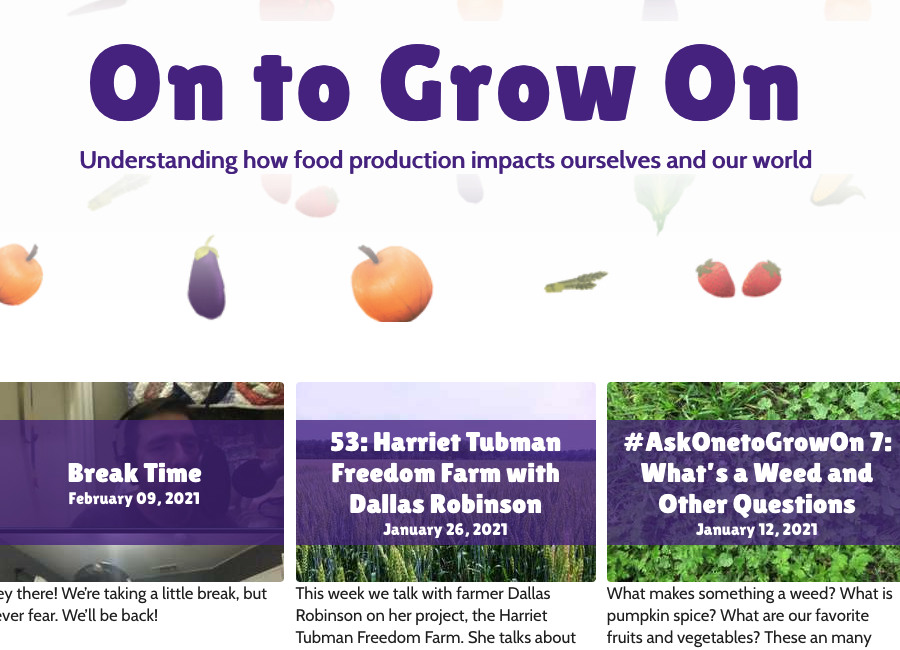 On to Grow On
Understanding how food production impacts ourselves and our world
Break Time
February 09, 2021
53: Harriet Tubman
Freedom Farm with
Dallas Robinson
January 26, 2021
#AskOnetoGrowOn 7:
What's a Weed and
Other Questions
January 12, 2021
ey there! We're taking a little break, but
ever fear. We'll be back!
This week we talk with farmer Dallas
Robinson on her project, the Harriet
Tubman Freedom Farm. She talks about
What makes something a weed? What is
pumpkin spice? What are our favorite
fruits and vegetables? These an many